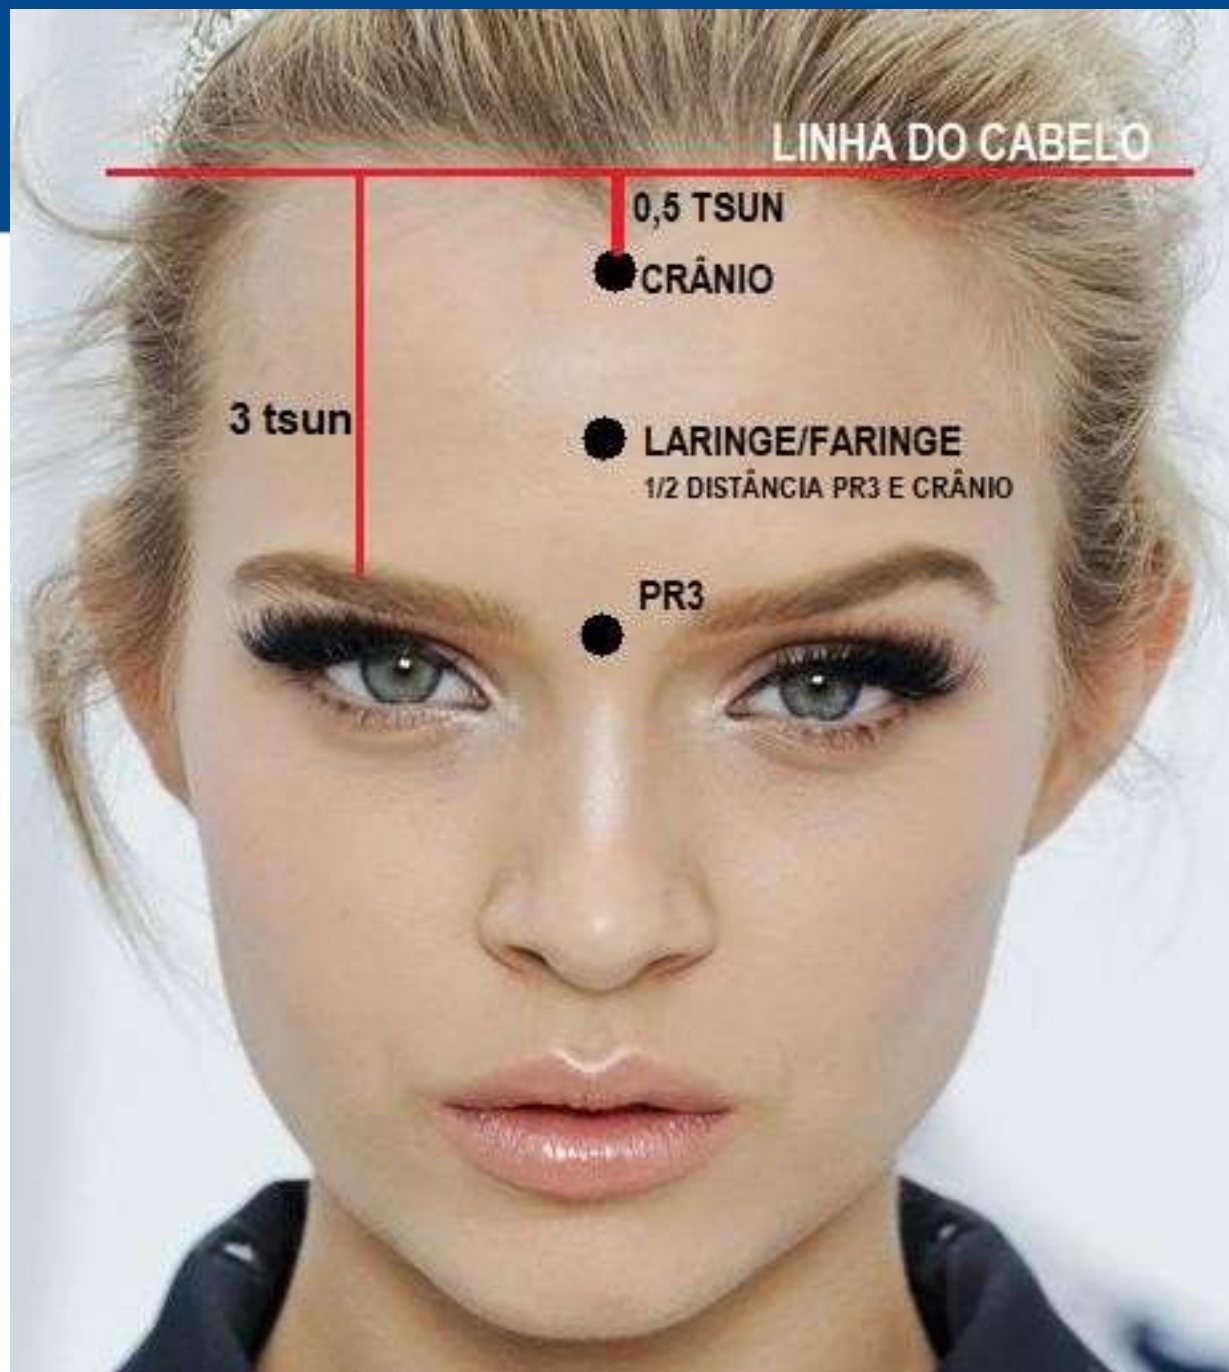 LINHA DO CABELO
0,5 TSUN
CRÂNIO
3 tsun
LARINGE/FARINGE
1/2 DISTÂNCIA PR3 E CRÂNIO
PR3